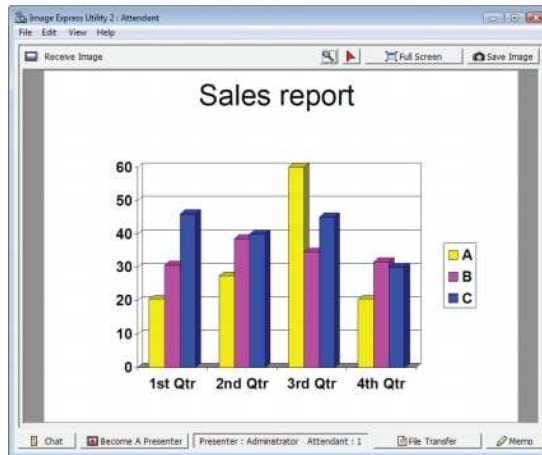 Image Express Utility 2 : Attendant
File Edit View Help
Receive Image Full Screen Save Image
Sales report
60
50
40
30
20
10
0
A
B
C
1st Qtr 2nd Qtr 3rd Qtr 4th Qtr
Chat Become A Presenter Presenter : Administrator Attendant : 1 File Transfer Memo